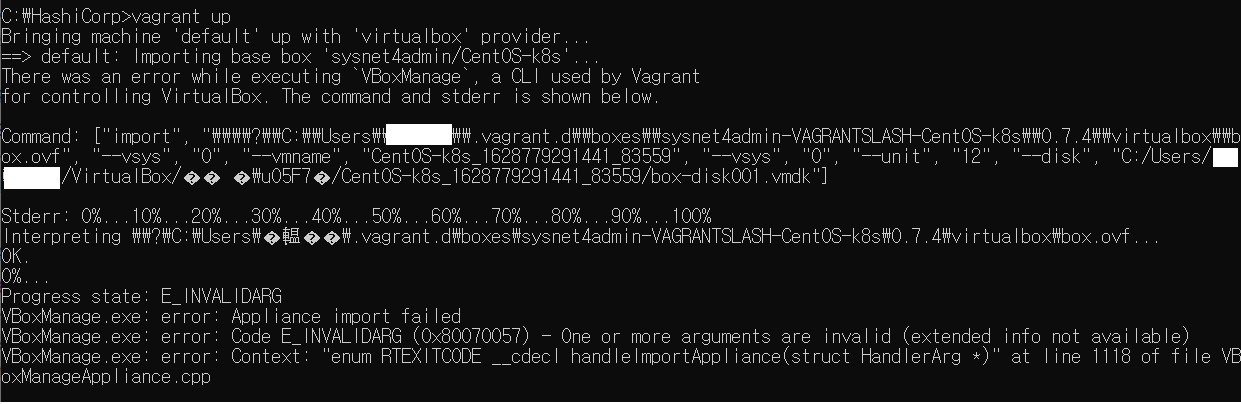 C:₩HashiCorp>vagrant up
Bringing machine 'default' up with 'virtualbox' provider...
==> default: Importing base box 'sysnet4admin/CentOS-k8s'...
There was an error while executing `VBoxManage`, a CLI used by Vagrant
for controlling VirtualBox. The command and stderr is shown below.
Command: ["import", "₩₩₩₩?₩₩C:₩₩Users₩₩ ₩₩.vagrant.d₩₩boxes₩₩sysnet4admin-VAGRANTSLASH-CentOS-k8s₩₩0.7.4₩₩virtualbox₩₩b
ox.ovf", "--vsys", "0", "--vmname", "CentOS-k8s_1628779291441_83559", "--vsys", "0", "--unit", "12", "--disk", "C:/Users/
/VirtualBox/�� �₩u05F7�/CentOS-k8s_1628779291441_83559/box-disk001.vmdk"]
Stderr: 0%...10%...20%...30%...40%...50%...60%...70%...80%...90%...100%
Interpreting ₩₩?₩C:₩Users₩� ��₩.vagrant.d₩boxes₩sysnet4admin-VAGRANTSLASH-CentOS-k8s₩0.7.4₩virtualbox₩box.ovf...
OK.
0%...
Progress state: E_INVALIDARG
VBoxManage.exe: error: Appliance import failed
VBoxManage.exe: error: Code E_INVALIDARG (0x80070057) - One or more arguments are invalid (extended info not available)
VBoxManage.exe: error: Context: "enum RTEXITCODE __cdecl handleImportAppliance(struct HandlerArg *)" at line 1118 of file VB
oxManageAppliance.cpp